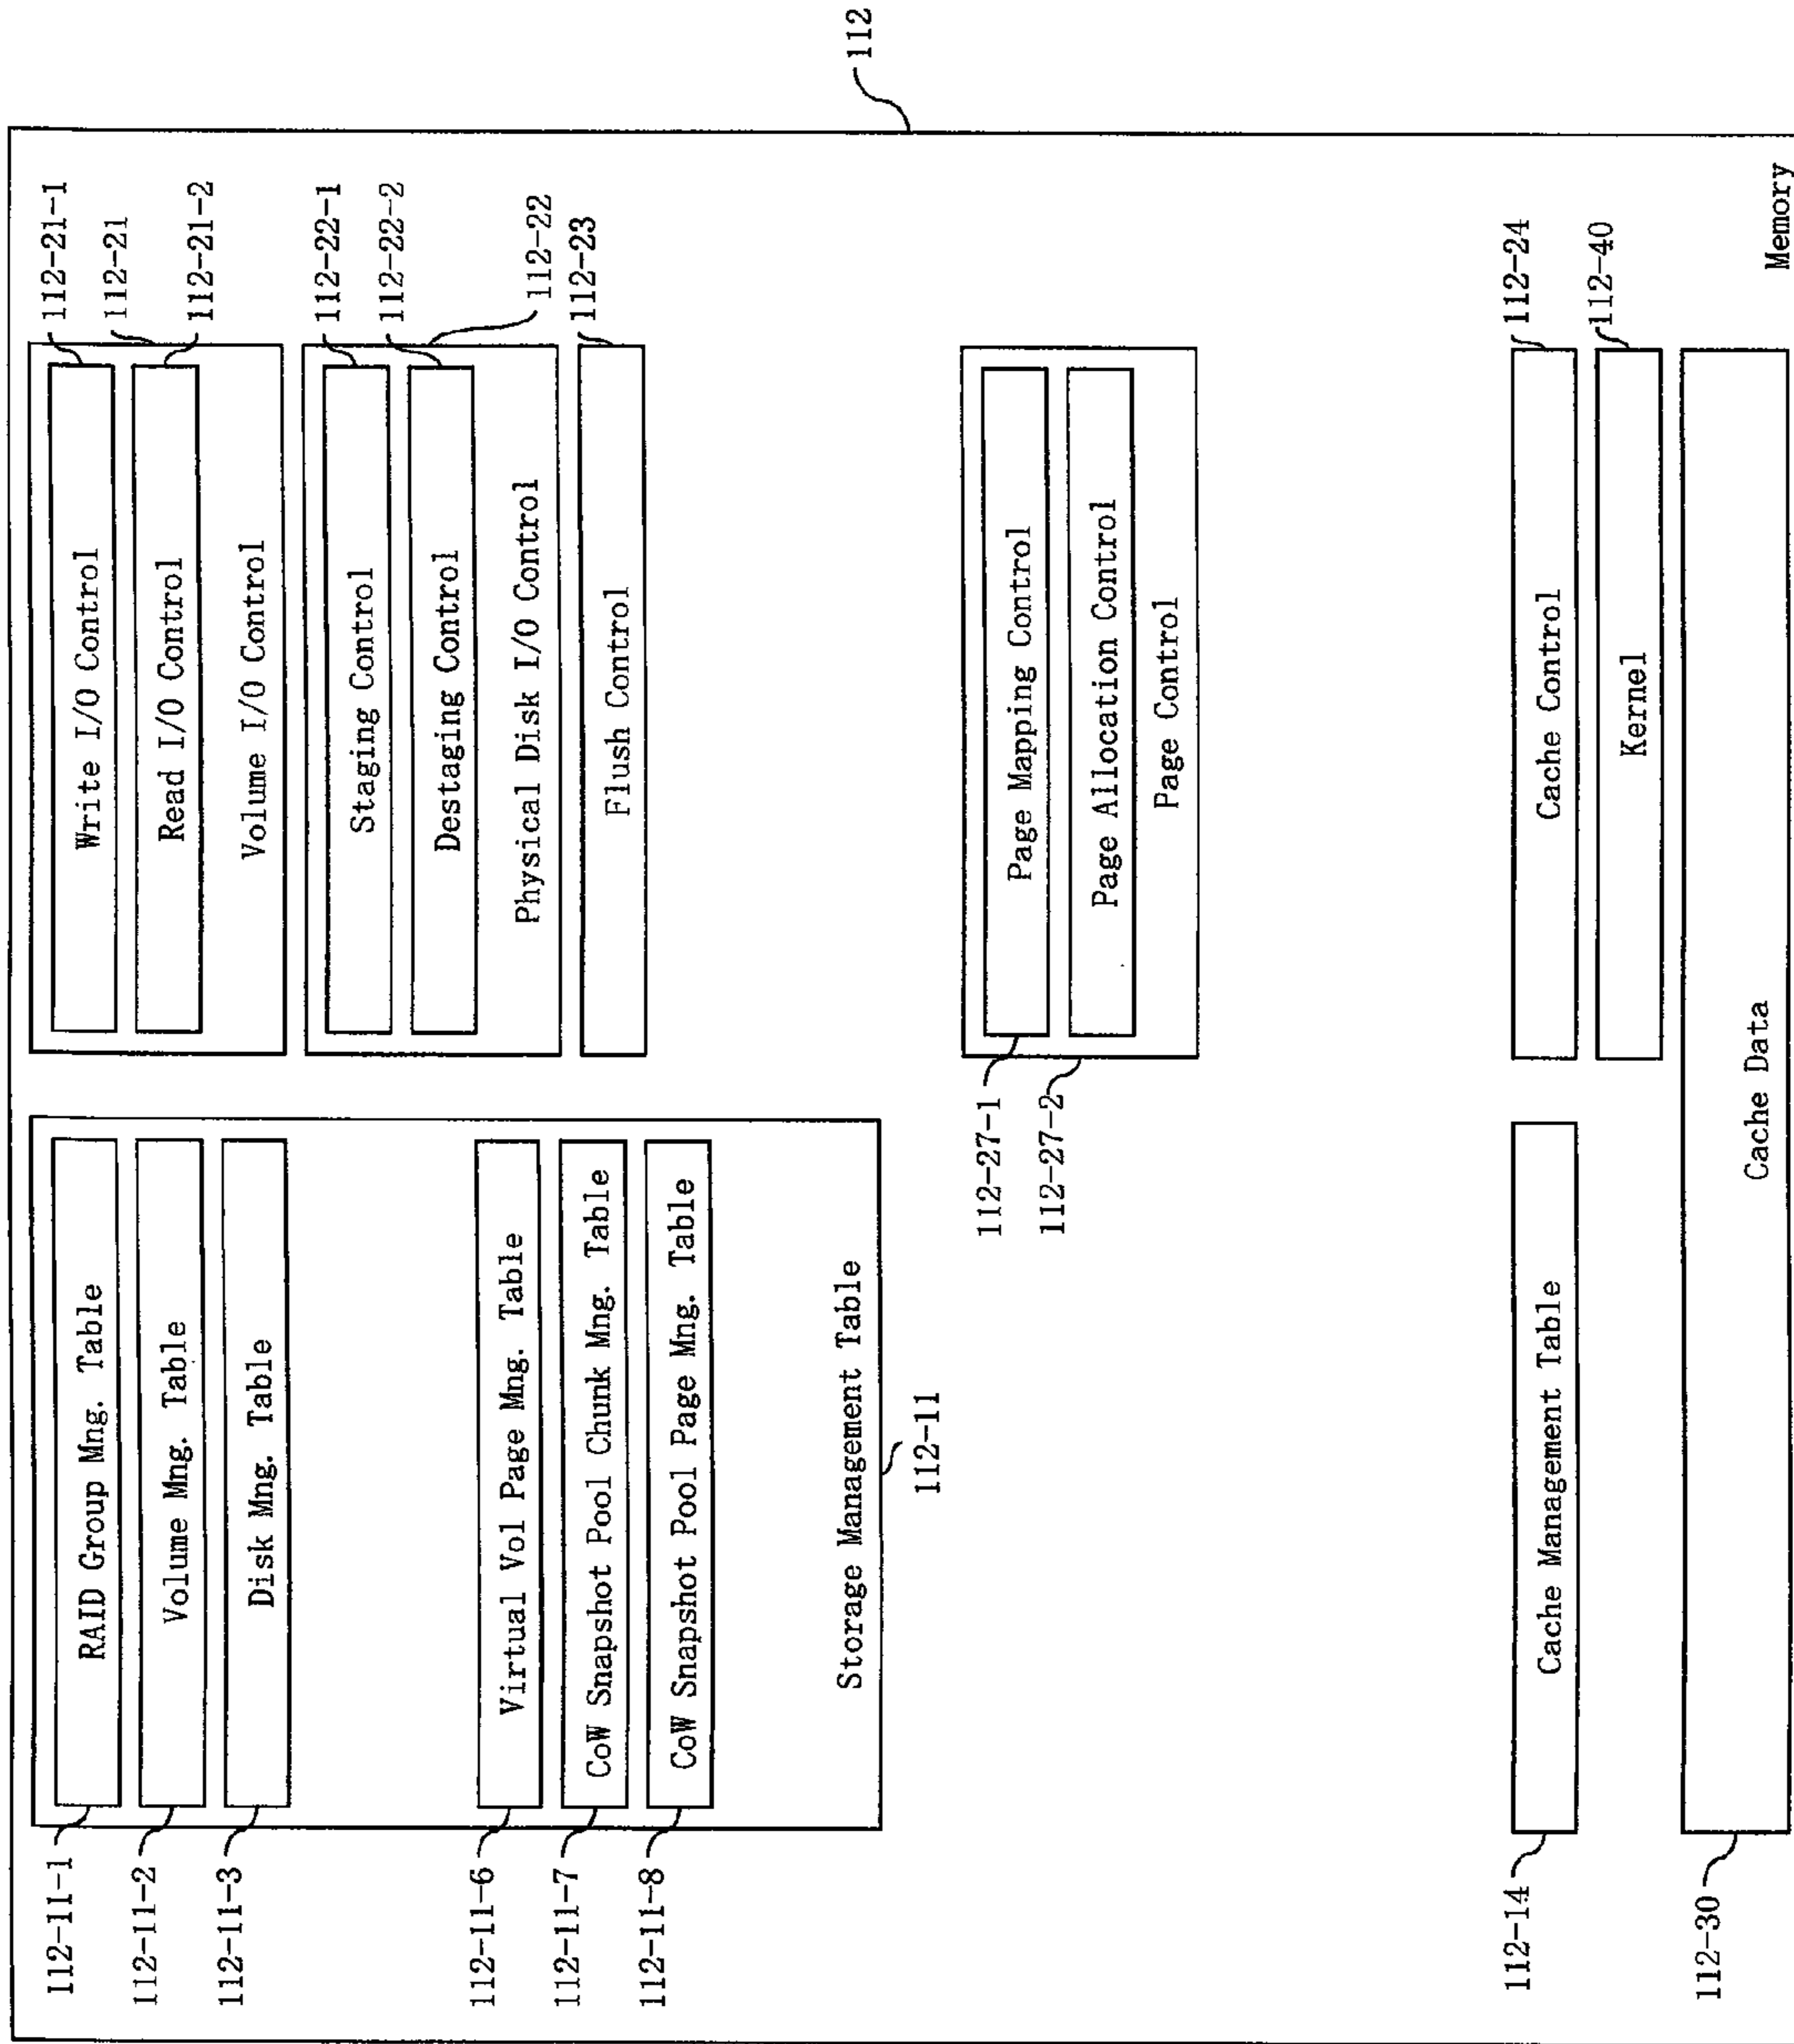 112-11-1
RAID Group Mng. Table
112-11-2
Volume Mng. Table
112-11-3
Disk Mng. Table
112-11-6
Virtual Vol Page Mng. Table
112-11-7
CoW Snapshot Pool Chunk Mng. Table
112-11-8
CoW Snapshot Pool Page Mng. Table
Storage Management Table
112-11
Write I/O Control
112-21-1
112-21
Read I/O Control
112-21-2
Volume I/O Control
Staging Control
112-22-1
Destaging Control
112-22-2
Physical Disk I/O Control
112-22
Flush Control
112-23
112-27-1
Page Mapping Control
112-27-2
Page Allocation Control
Page Control
112-14
Cache Management Table
Cache Control
112-24
Kernel
112-40
112-30
Cache Data
Memory
112